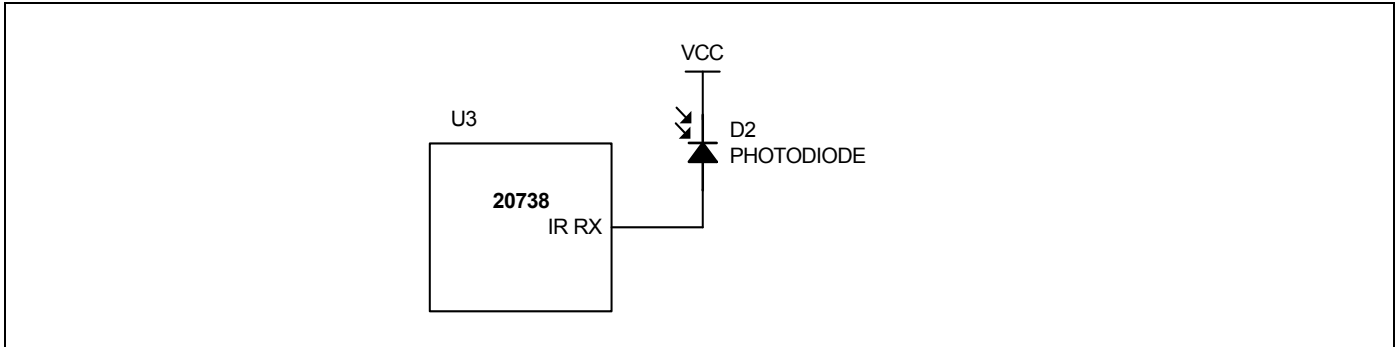 VCC
U3
D2
PHOTODIODE
20738
IR RX